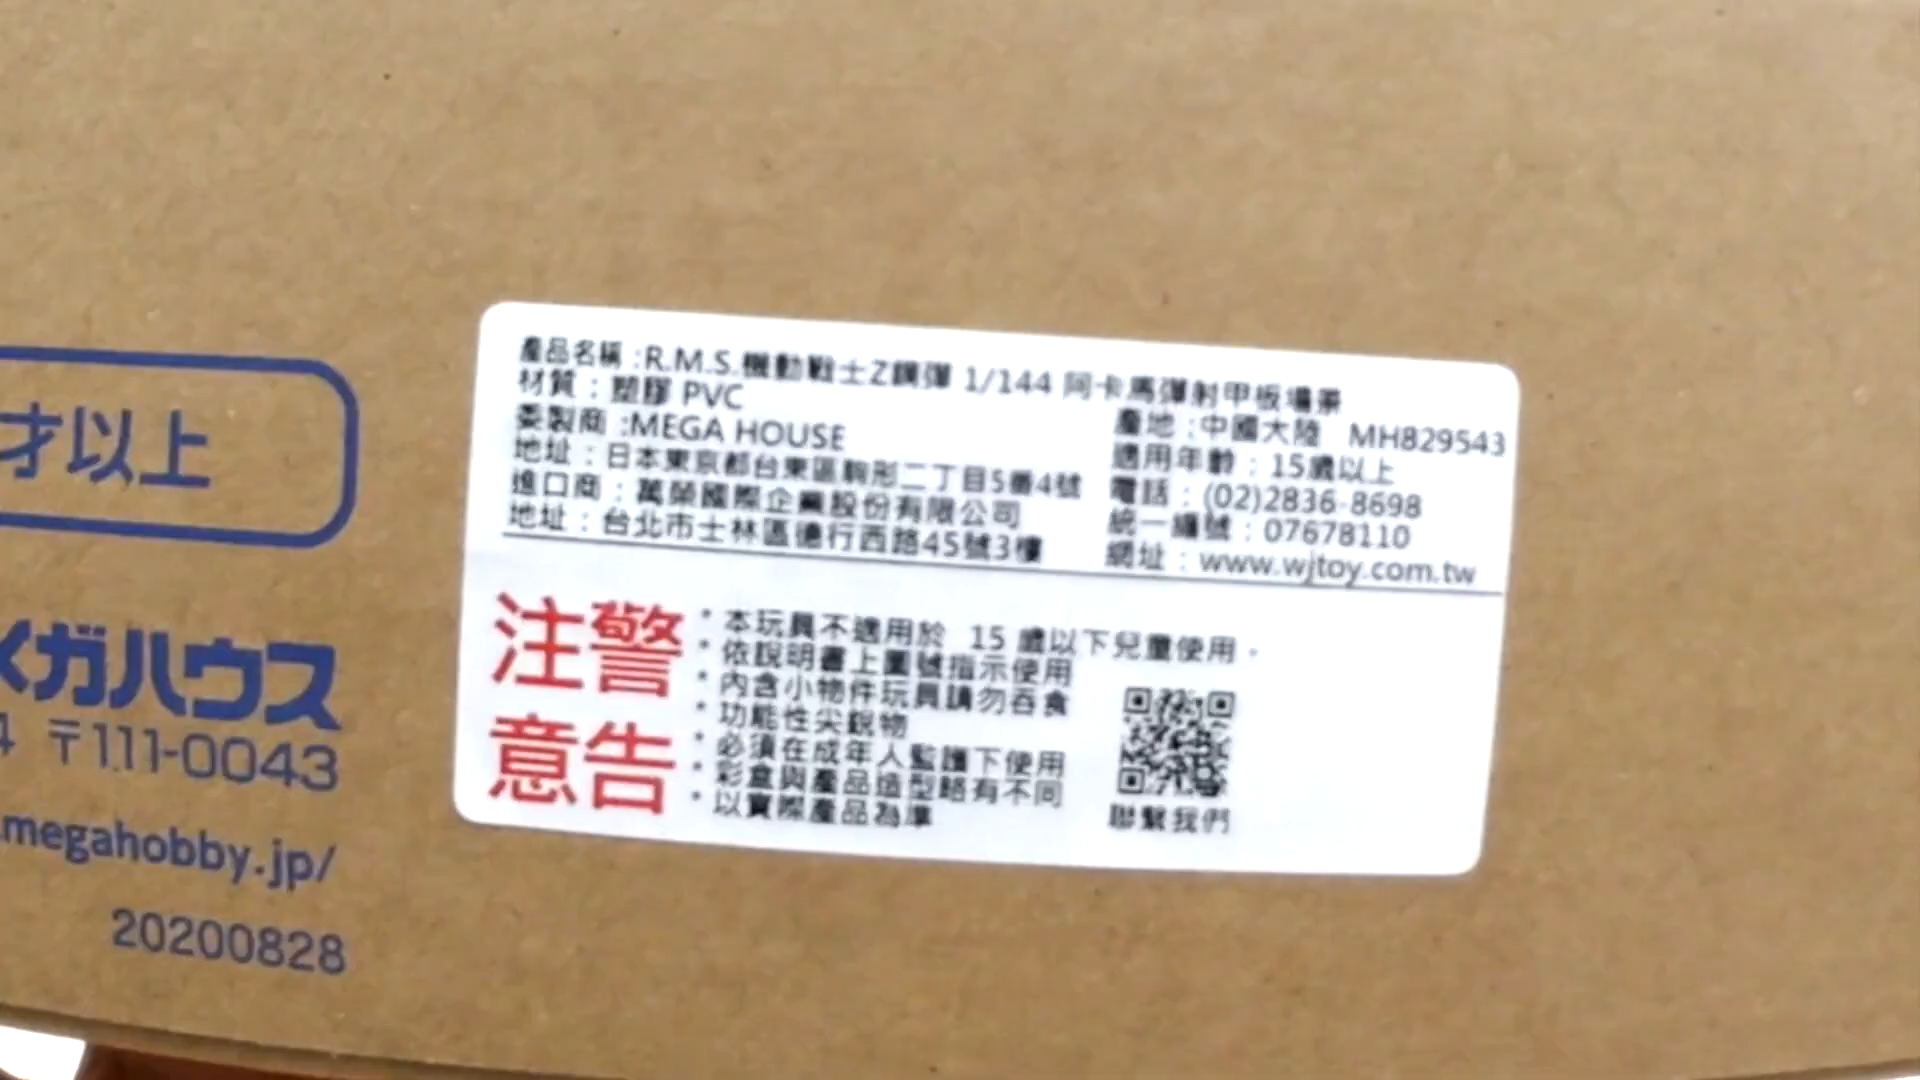 才以上
メガハウス
4 〒111-0043
.megahobby.jp/
20200828
產品名稱:R.M.S.機動戰士Z鋼彈 1/144 阿卡馬彈射甲板場景
材質：塑膠 PVC
委製商:MEGA HOUSE
地址：日本東京都台東區駒形二丁目5番4號
進口商：萬榮國際企業股份有限公司
地址：台北市士林區德行西路45號3樓
產地:中國大陸 MH829543
適用年齡：15歲以上
電話：(02)2836-8698
統一編號：07678110
網址：www.wjtoy.com.tw
注警
意告
・本玩具不適用於 15 歲以下兒童使用。
・依說明書上圖號指示使用
・內含小物件玩具請勿吞食
・功能性尖銳物
・必須在成年人監護下使用
・彩盒與產品造型略有不同
・以實際產品為準
聯繫我們